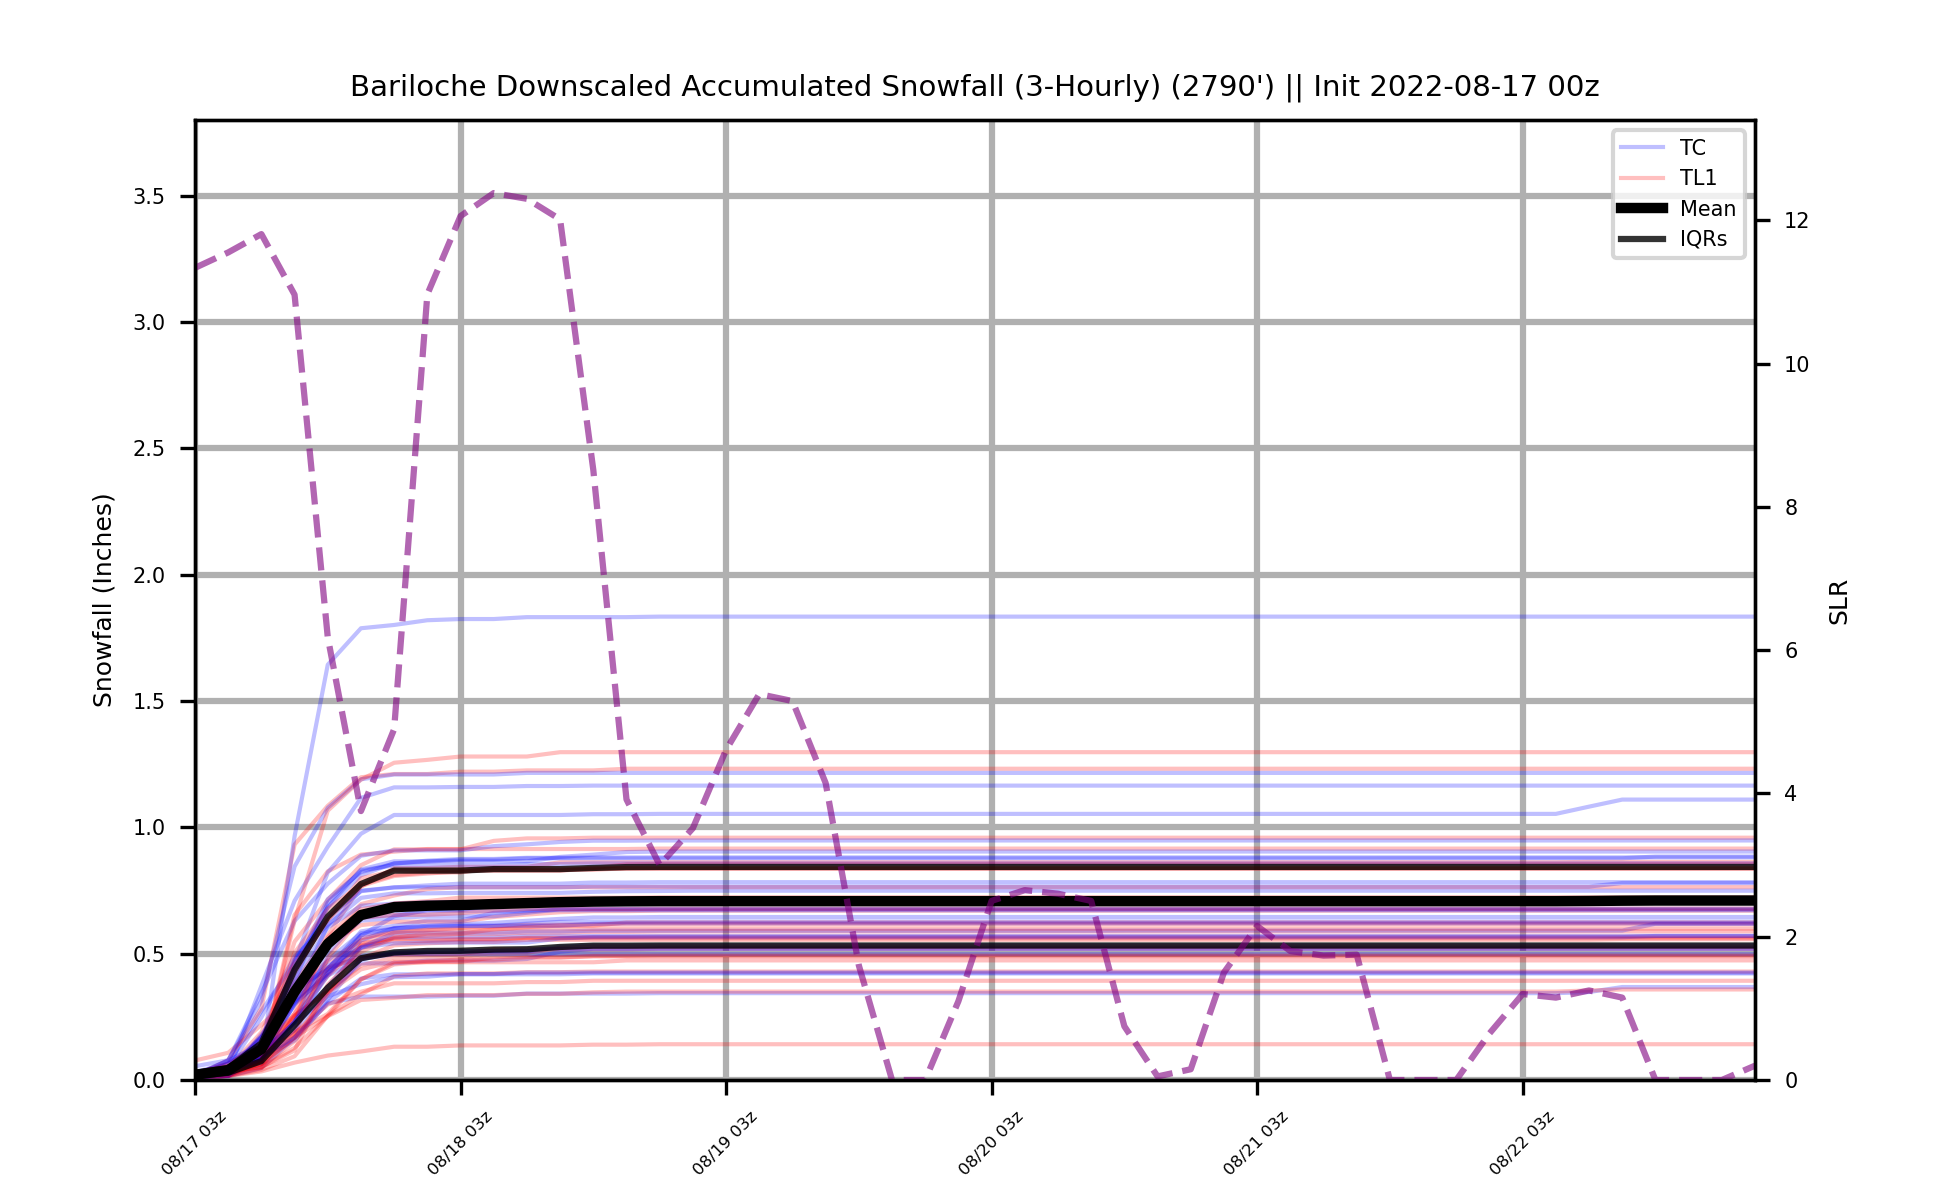 Bariloche Downscaled Accumulated Snowfall (3-Hourly) (2790') || Init 2022-08-17 00z
TC
TL1
Mean
IQRs
Snowfall (Inches)
3.5
3.0
2.5
2.0
1.5
1.0
0.5
0.0
12
10
8
6
4
2
0
SLR
08/17 03z
08/18 03z
08/19 03z
08/20 03z
08/21 03z
08/22 03z